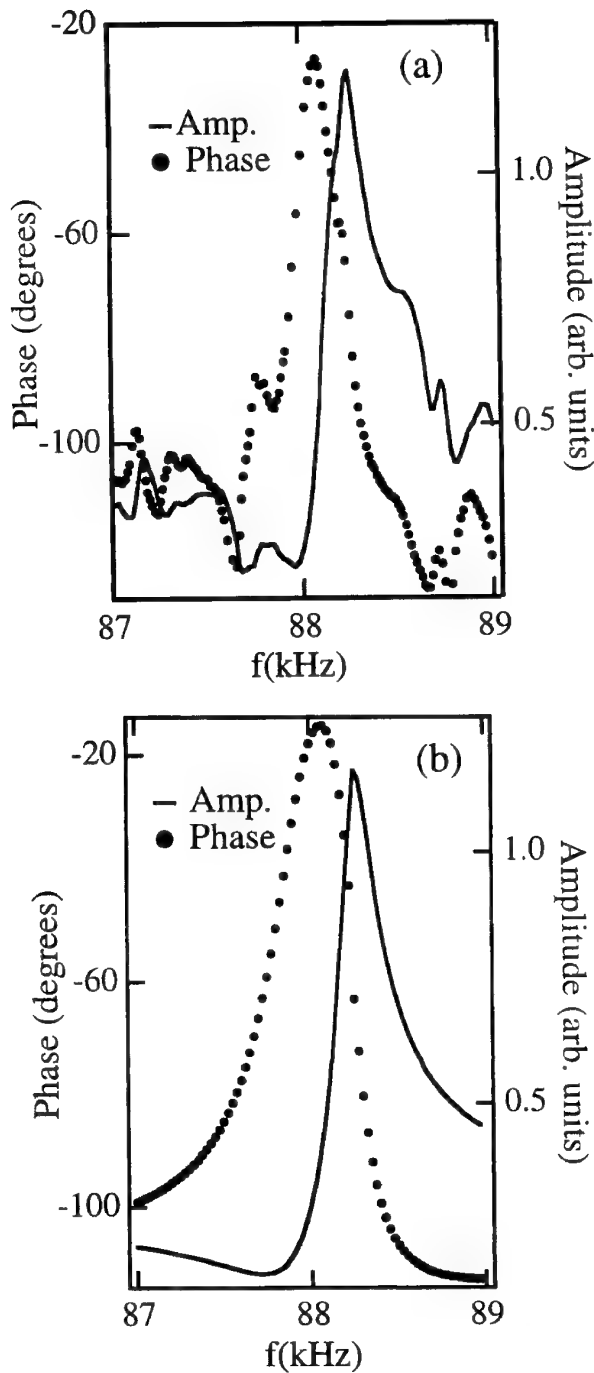 -20
(a)
Amp.
Phase
1.0
-60
Phase (degrees)
Amplitude (arb. units)
0.5
-100
87
88
89
f(kHz)
-20
(b)
Amp.
Phase
1.0
-60
Phase (degrees)
Amplitude (arb. units)
0.5
-100
87
88
89
f(kHz)